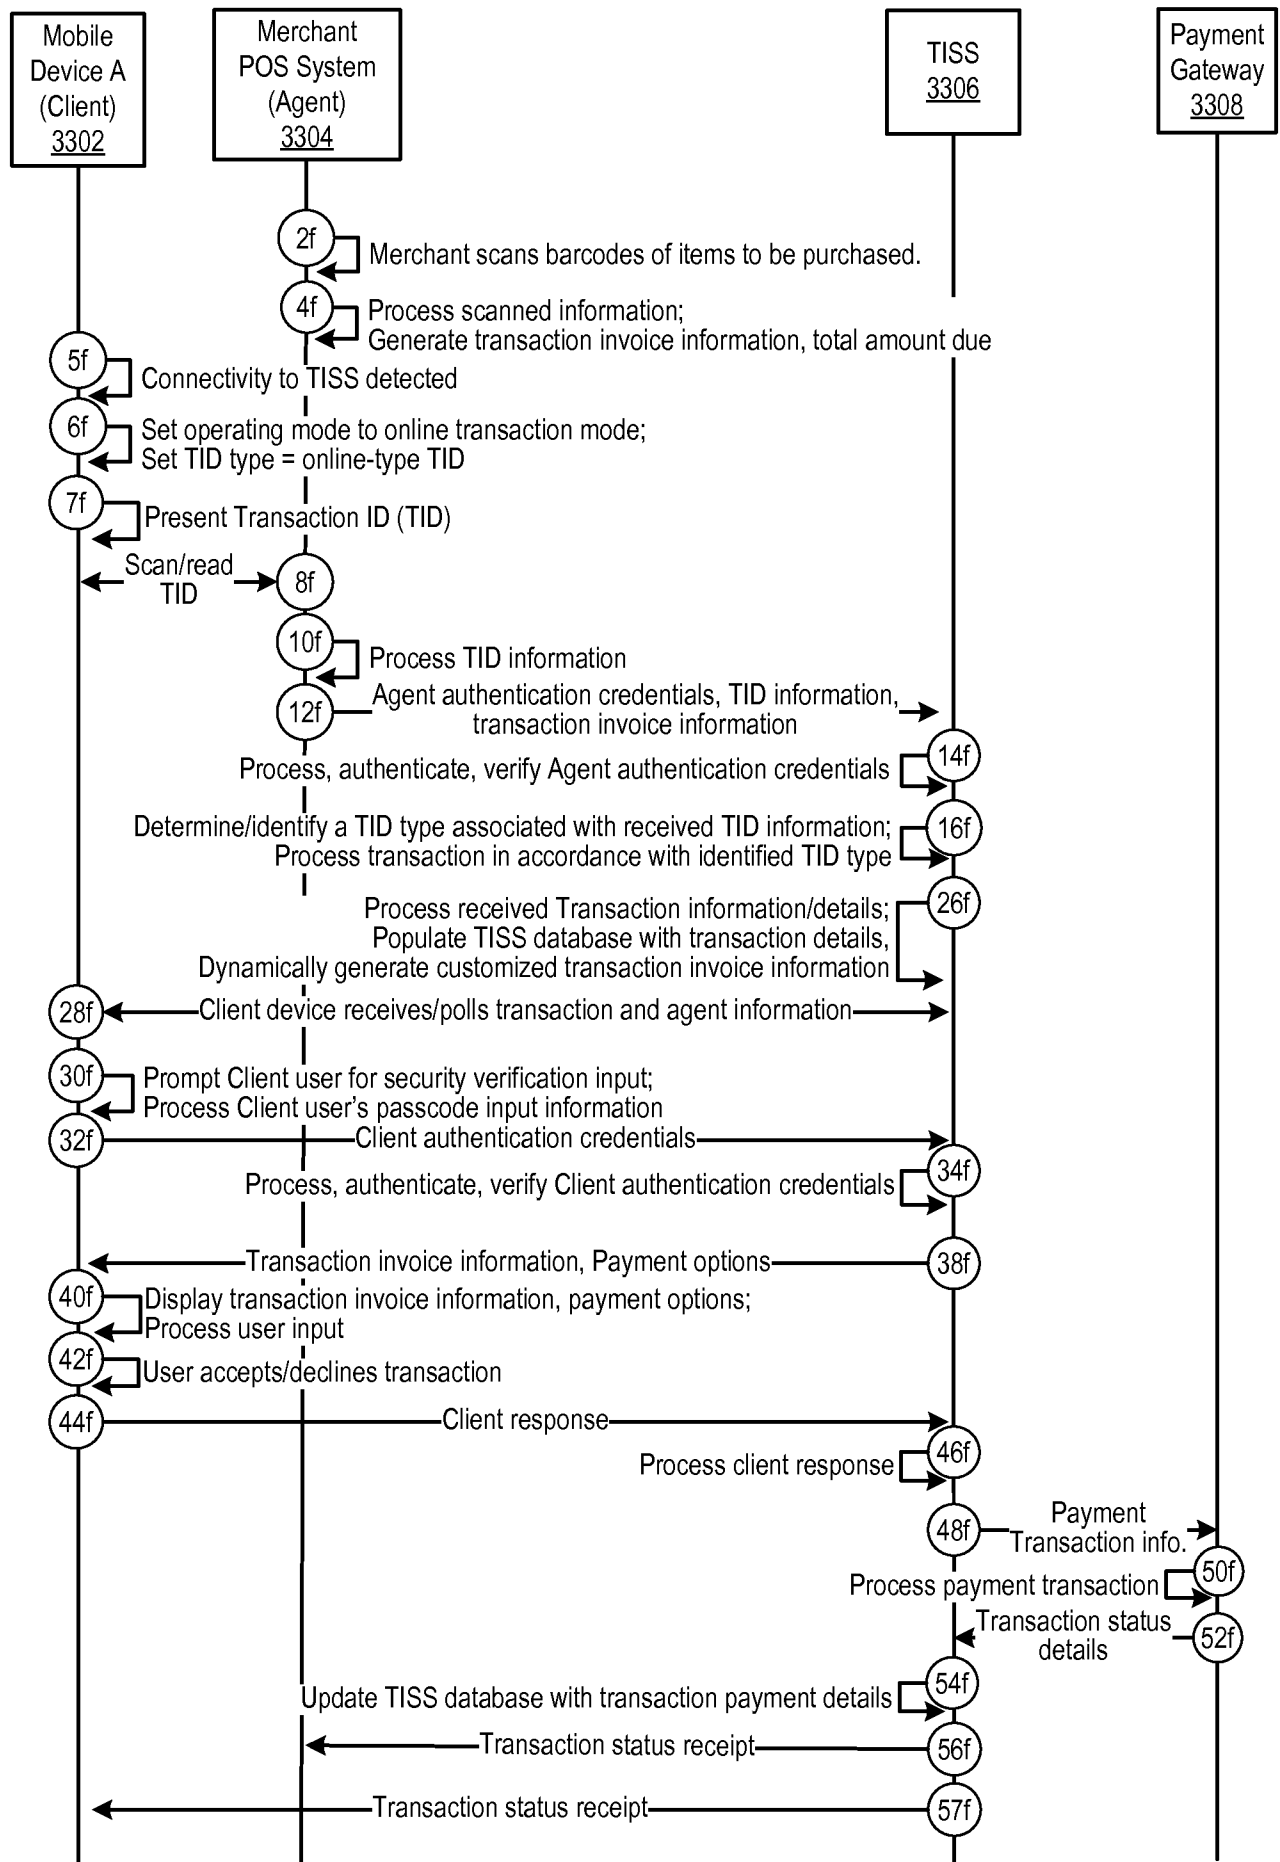 Mobile
Device A
(Client)
3302
Merchant
POS System
(Agent)
3304
TISS
3306
Payment
Gateway
3308
2f
Merchant scans barcodes of items to be purchased.
4f
Process scanned information;
Generate transaction invoice information, total amount due
5f
Connectivity to TISS detected
6f
Set operating mode to online transaction mode;
Set TID type = online-type TID
7f
Present Transaction ID (TID)
Scan/read
TID
8f
10f
Process TID information
12f
Agent authentication credentials, TID information,
transaction invoice information
14f
Process, authenticate, verify Agent authentication credentials
16f
Determine/identify a TID type associated with received TID information;
Process transaction in accordance with identified TID type
26f
Process received Transaction information/details;
Populate TISS database with transaction details,
Dynamically generate customized transaction invoice information
28f
Client device receives/polls transaction and agent information
30f
Prompt Client user for security verification input;
Process Client user's passcode input information
32f
Client authentication credentials
34f
Process, authenticate, verify Client authentication credentials
38f
Transaction invoice information, Payment options
40f
Display transaction invoice information, payment options;
Process user input
42f
User accepts/declines transaction
44f
Client response
46f
Process client response
48f
Payment
Transaction info.
50f
Process payment transaction
52f
Transaction status
details
54f
Update TISS database with transaction payment details
56f
Transaction status receipt
57f
Transaction status receipt